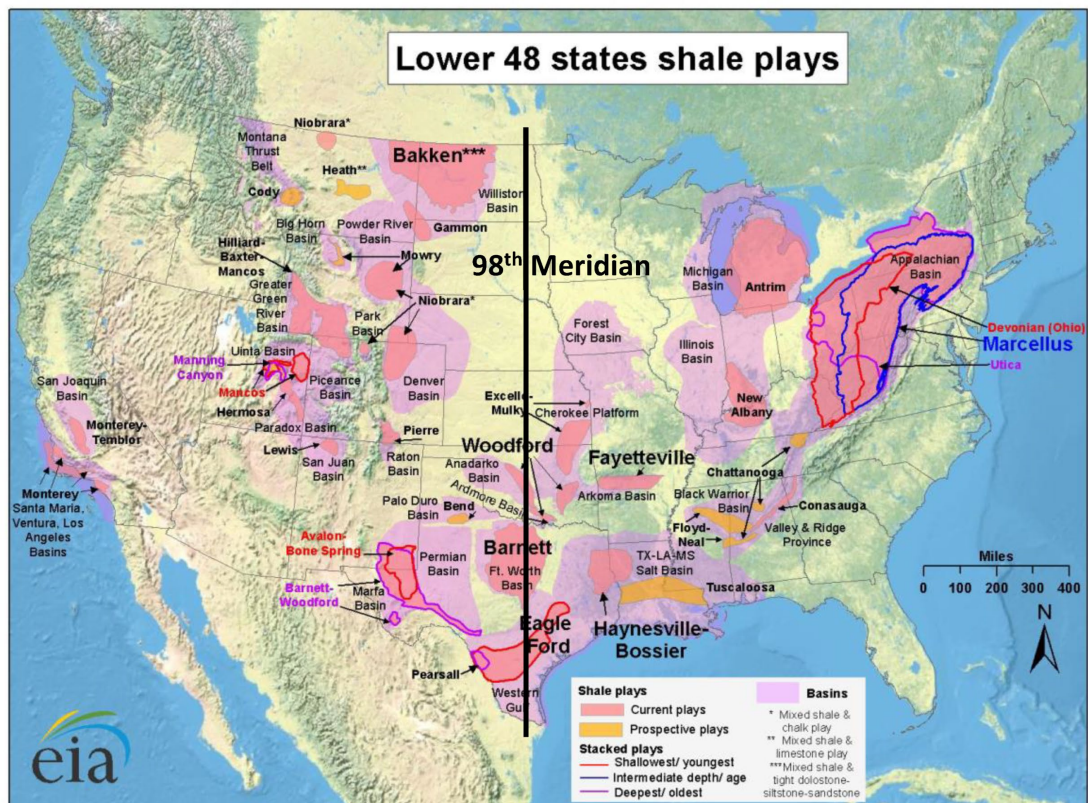 Lower 48 states shale plays
Niobrara*
Montana
Thrust
Belt
Bakken***
Heath**
Cody
Williston
Basin
Big Horn
Basin
Powder River
Basin
Gammon
Hilliard-
Baxter-
Mancos
Mowry
98th Meridian
Greater
Green
River
Basin
Niobrara*
Park
Basin
Michigan
Basin
Antrim
Appalachian
Basin
Devonian (Ohio)
Marcellus
Utica
Forest
City Basin
Illinois
Basin
Uinta Basin
Manning
Canyon
Mancos
Piceance
Basin
Denver
Basin
San Joaquin
Basin
Hermosa
Paradox Basin
Excello-
Mulky
Cherokee Platform
New
Albany
Monterey-
Temblor
Pierre
Lewis
San Juan
Basin
Raton
Basin
Woodford
Anadarko
Basin
Fayetteville
Chattanooga
Arkoma Basin
Ardmore Basin
Black Warrior
Basin
Conasauga
Monterey
Santa Maria,
Ventura, Los
Angeles
Basins
Palo Duro
Basin
Bend
Floyd-
Neal
Valley & Ridge
Province
Avalon-
Bone Spring
Permian
Basin
Barnett
Ft. Worth
Basin
TX-LA-MS
Salt Basin
Tuscaloosa
Barnett-
Woodford
Marfa
Basin
Eagle
Ford
Haynesville-
Bossier
Pearsall
Western
Gulf
Miles
0 100 200 300 400
N
Shale plays
Current plays
Prospective plays
Stacked plays
Shallowest/ youngest
Intermediate depth/ age
Deepest/ oldest
Basins
* Mixed shale &
chalk play
** Mixed shale &
limestone play
***Mixed shale &
tight dolostone-
siltstone-sandstone
eia